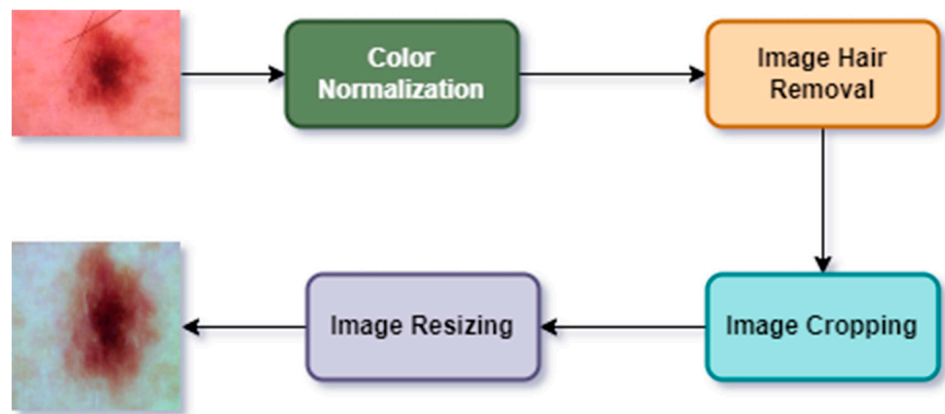 Color
Normalization
Image Hair
Removal
Image Cropping
Image Resizing